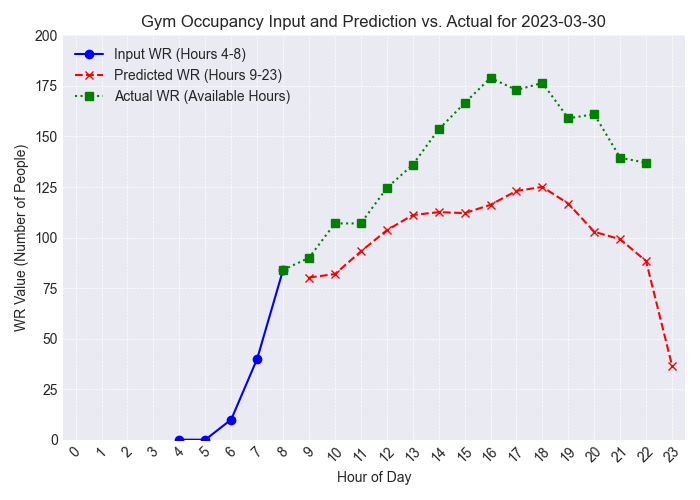 Gym Occupancy Input and Prediction vs. Actual for 2023-03-30
Input WR (Hours 4-8)
Predicted WR (Hours 9-23)
Actual WR (Available Hours)
WR Value (Number of People)
200
175
150
125
100
75
50
25
0
0 1 2 3 4 5 6 7 8 9 10 11 12 13 14 15 16 17 18 19 20 21 22 23
Hour of Day